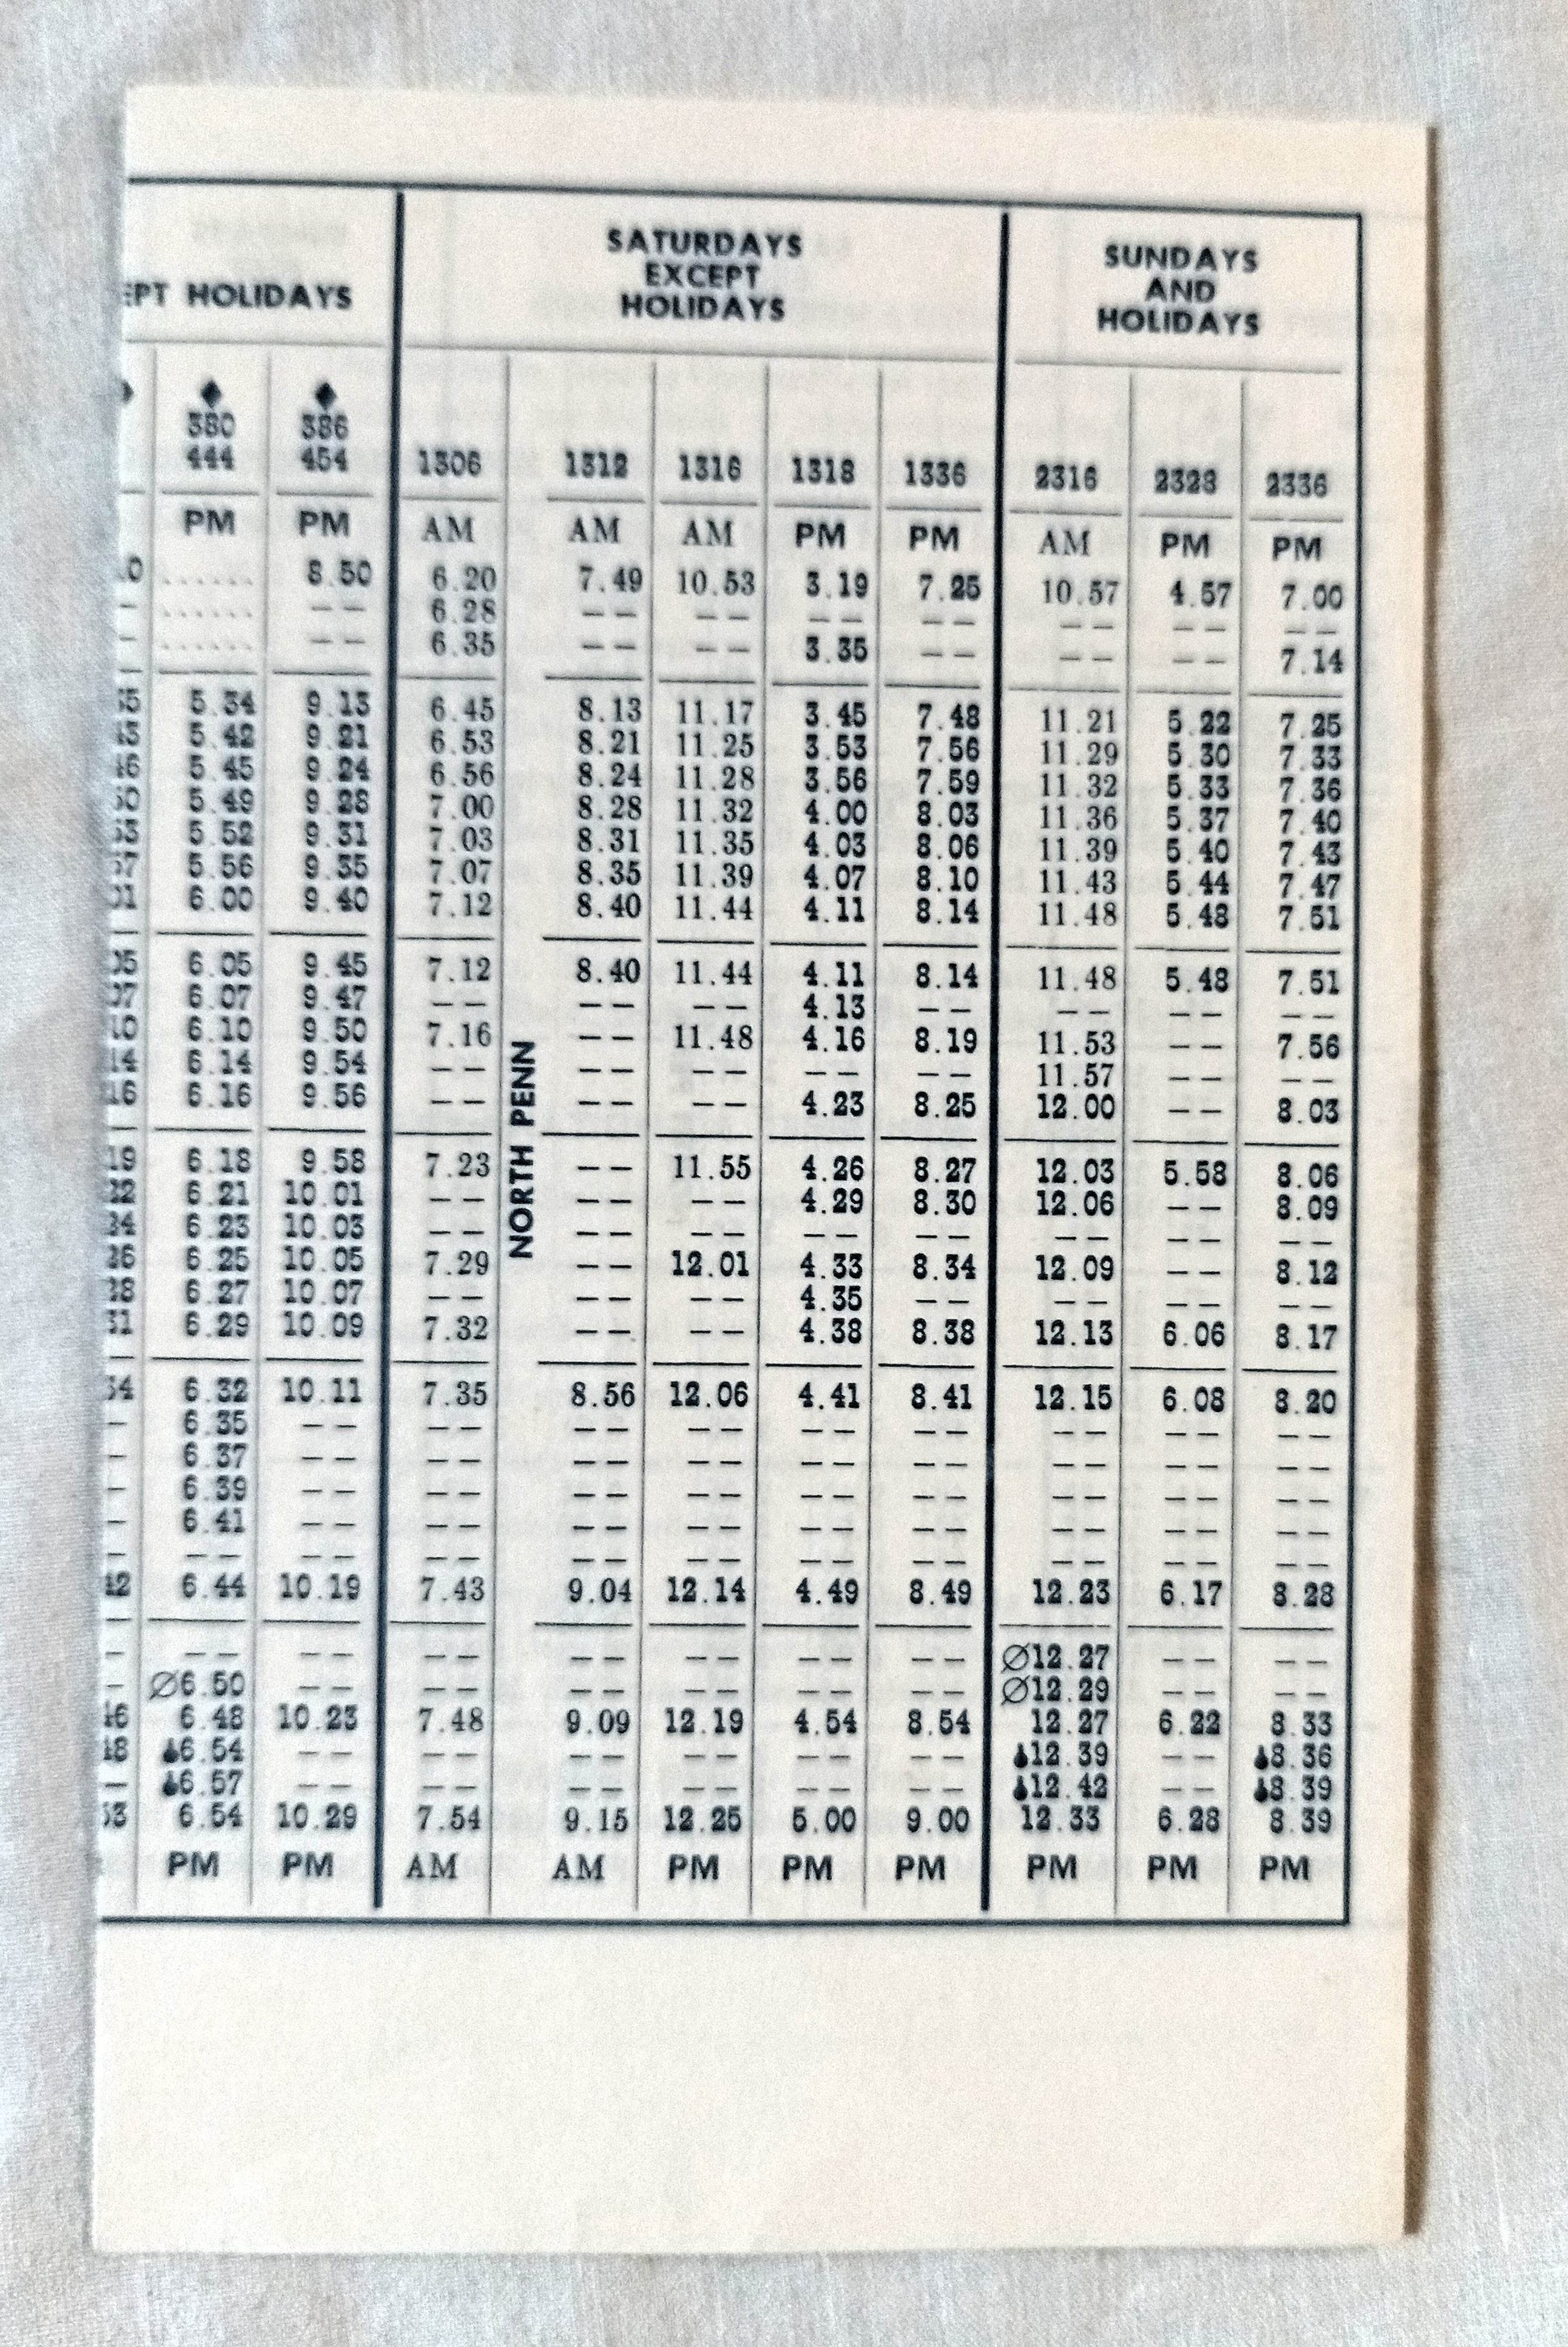 SATURDAYS
EXCEPT
HOLIDAYS
SUNDAYS
AND
HOLIDAYS
EPT HOLIDAYS
◆ ◆
380 386
444 454 1306 1312 1316 1318 1336 2316 2328 2336
PM PM AM AM AM PM PM AM PM PM
...... 8.50 6.20 7.49 10.53 3.19 7.25 10.57 4.57 7.00
...... -- 6.28 -- -- -- -- -- -- --
...... -- 6.35 -- -- 3.35 -- -- -- 7.14
5.34 9.13 6.45 8.13 11.17 3.45 7.48 11.21 5.22 7.25
5.42 9.21 6.53 8.21 11.25 3.53 7.56 11.29 5.30 7.33
5.45 9.24 6.56 8.24 11.28 3.56 7.59 11.32 5.33 7.36
5.49 9.28 7.00 8.28 11.32 4.00 8.03 11.36 5.37 7.40
5.52 9.31 7.03 8.31 11.35 4.03 8.06 11.39 5.40 7.43
5.56 9.35 7.07 8.35 11.39 4.07 8.10 11.43 5.44 7.47
6.00 9.40 7.12 8.40 11.44 4.11 8.14 11.48 5.48 7.51
6.05 9.45 7.12 8.40 11.44 4.11 8.14 11.48 5.48 7.51
6.07 9.47 -- -- -- 4.13 -- -- -- --
6.10 9.50 7.16 -- 11.48 4.16 8.19 11.53 -- 7.56
6.14 9.54 -- -- -- -- -- 11.57 -- --
6.16 9.56 -- -- -- 4.23 8.25 12.00 -- 8.03
NORTH PENN
6.18 9.58 7.23 -- 11.55 4.26 8.27 12.03 5.58 8.06
6.21 10.01 -- -- -- 4.29 8.30 12.06 -- 8.09
6.23 10.03 -- -- -- -- -- -- -- --
6.25 10.05 7.29 -- 12.01 4.33 8.34 12.09 -- 8.12
6.27 10.07 -- -- -- 4.35 -- -- -- --
6.29 10.09 7.32 -- -- 4.38 8.38 12.13 6.06 8.17
6.32 10.11 7.35 8.56 12.06 4.41 8.41 12.15 6.08 8.20
6.35 -- -- -- -- -- -- -- -- --
6.37 -- -- -- -- -- -- -- -- --
6.39 -- -- -- -- -- -- -- -- --
6.41 -- -- -- -- -- -- -- -- --
-- -- -- -- -- -- -- -- -- --
6.44 10.19 7.43 9.04 12.14 4.49 8.49 12.23 6.17 8.28
-- -- -- -- -- -- -- ∅12.27 -- --
∅6.50 -- -- -- -- -- -- ∅12.29 -- --
6.48 10.23 7.48 9.09 12.19 4.54 8.54 12.27 6.22 8.33
6.54 -- -- -- -- -- -- 12.39 -- 8.36
6.57 -- -- -- -- -- -- 12.42 -- 8.39
6.54 10.29 7.54 9.15 12.25 5.00 9.00 12.33 6.28 8.39
PM PM AM AM PM PM PM PM PM PM